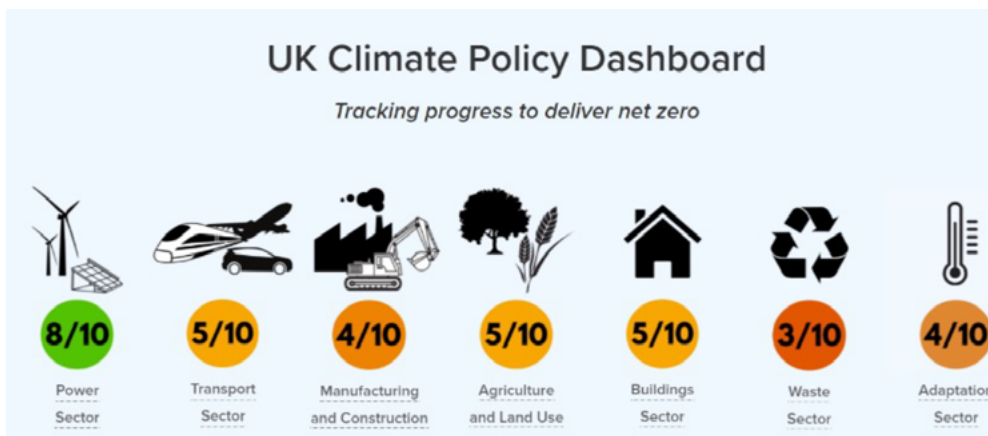 UK Climate Policy Dashboard
Tracking progress to deliver net zero
8/10
5/10
4/10
5/10
5/10
3/10
4/10
Power
Sector
Transport
Sector
Manufacturing
and Construction
Agriculture
and Land Use
Buildings
Sector
Waste
Sector
Adaptation
Sector